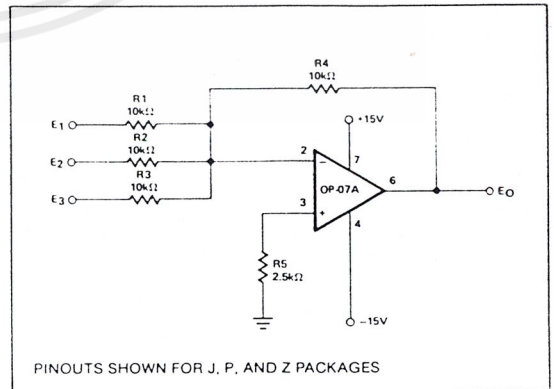 R4
10kΩ
R1
10kΩ
E1
+15V
R2
10kΩ
E2
2
7
R3
10kΩ
OP-07A
6
EO
E3
3
4
R5
2.5kΩ
-15V
PINOUTS SHOWN FOR J, P, AND Z PACKAGES